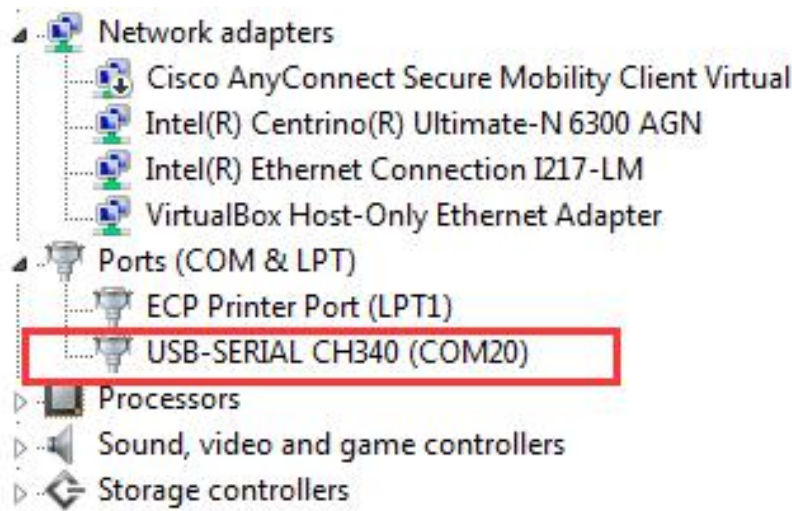 Network adapters
Cisco AnyConnect Secure Mobility Client Virtual
Intel(R) Centrino(R) Ultimate-N 6300 AGN
Intel(R) Ethernet Connection I217-LM
VirtualBox Host-Only Ethernet Adapter
Ports (COM & LPT)
ECP Printer Port (LPT1)
USB-SERIAL CH340 (COM20)
Processors
Sound, video and game controllers
Storage controllers